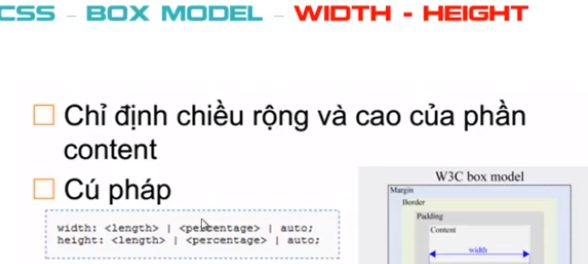 CSS – BOX MODEL – WIDTH - HEIGHT
Chỉ định chiều rộng và cao của phần
content
Cú pháp
width: <length> | <percentage> | auto;
height: <length> | <percentage> | auto;
W3C box model
Margin
Border
Padding
Content
width